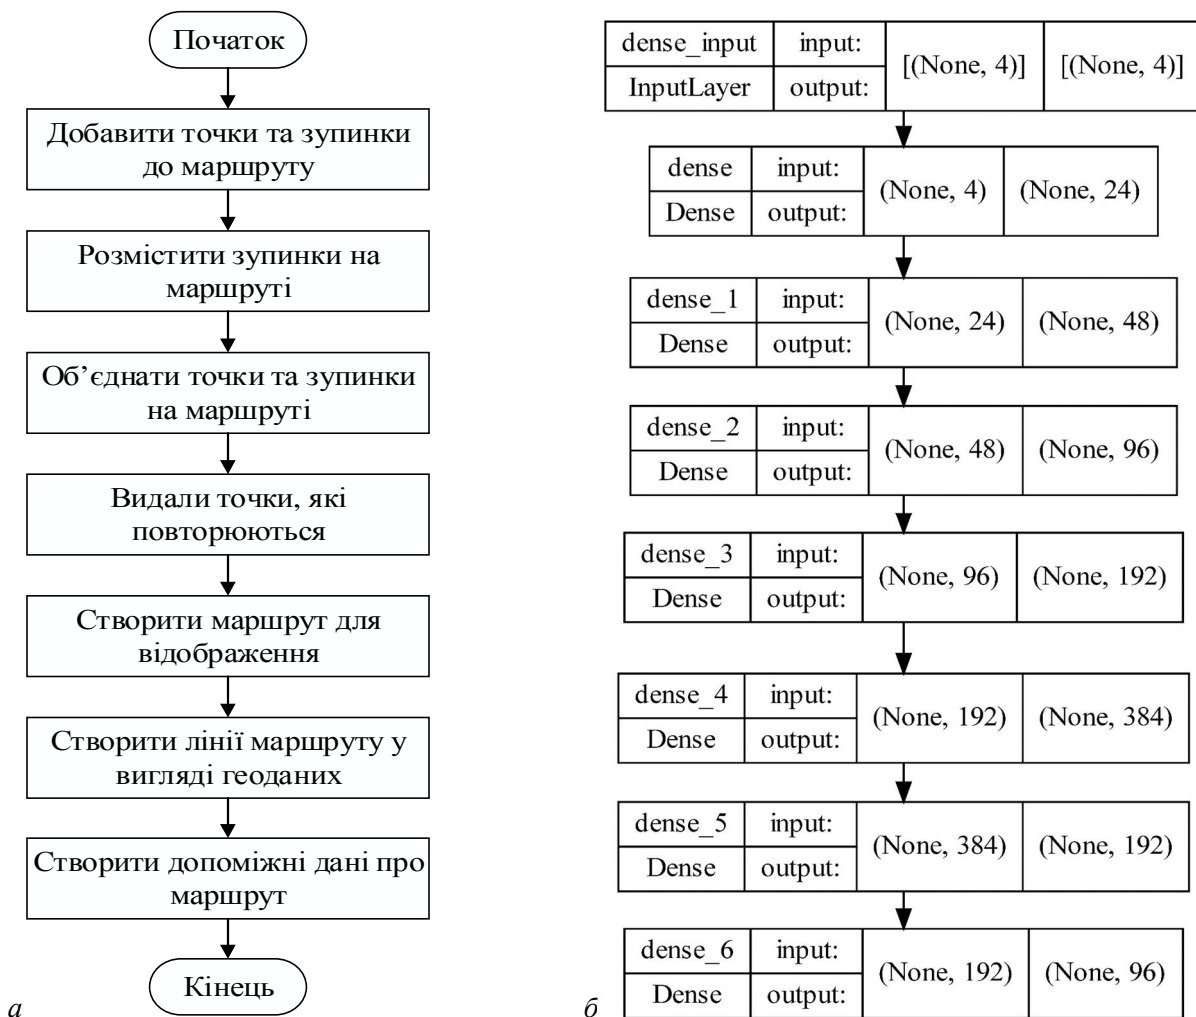 Початок
Добавити точки та зупинки
до маршруту
Розмістити зупинки на
маршруті
Об’єднати точки та зупинки
на маршруті
Видали точки, які
повторюються
Створити маршрут для
відображення
Створити лінії маршруту у
вигляді геоданих
Створити допоміжні дані про
маршрут
Кінець
а
dense_input input: [(None, 4)] [(None, 4)]
InputLayer output:
dense input: (None, 4) (None, 24)
Dense output:
dense_1 input: (None, 24) (None, 48)
Dense output:
dense_2 input: (None, 48) (None, 96)
Dense output:
dense_3 input: (None, 96) (None, 192)
Dense output:
dense_4 input: (None, 192) (None, 384)
Dense output:
dense_5 input: (None, 384) (None, 192)
Dense output:
dense_6 input: (None, 192) (None, 96)
Dense output:
б